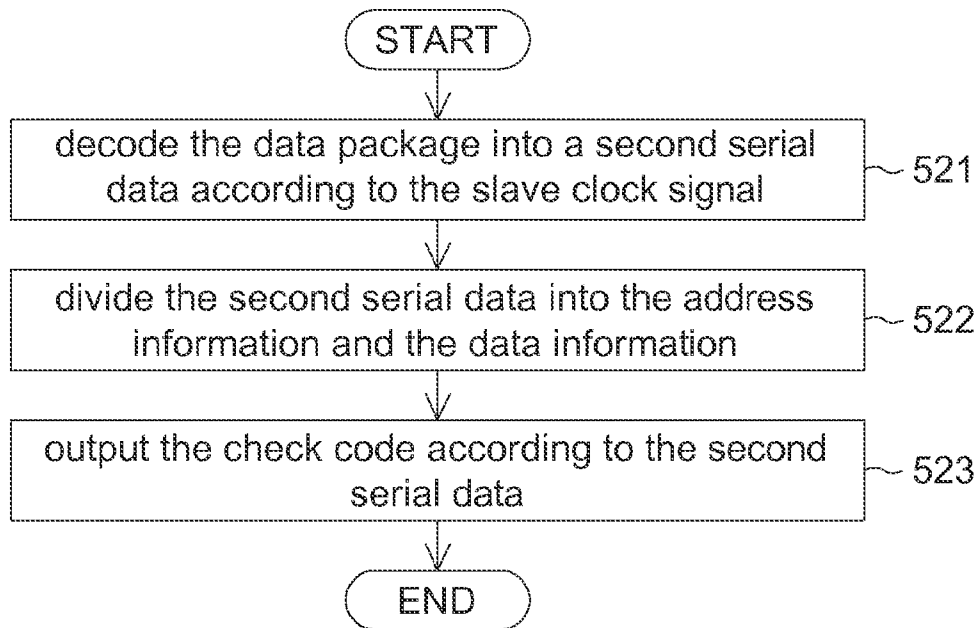 START
decode the data package into a second serial
data according to the slave clock signal
521
divide the second serial data into the address
information and the data information
522
output the check code according to the second
serial data
523
END